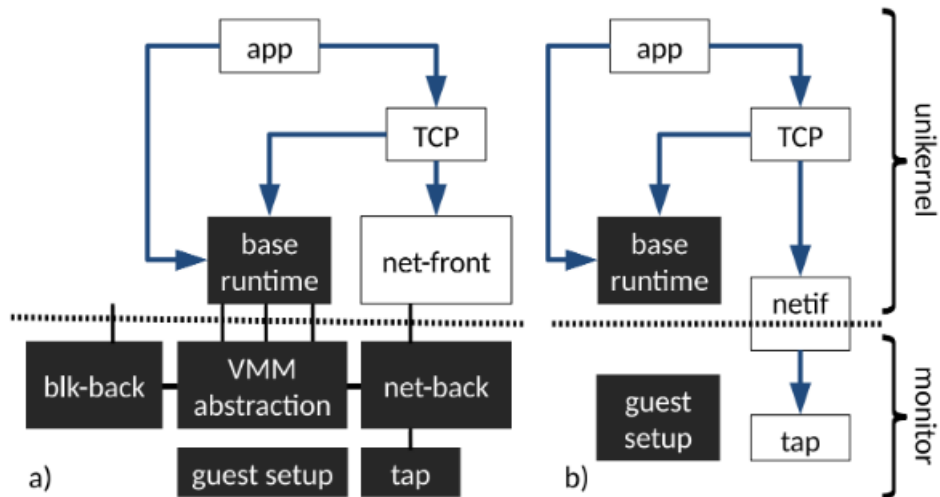 app
TCP
base
runtime
net-front
blk-back
VMM
abstraction
net-back
guest setup
tap
a)
app
TCP
base
runtime
netif
guest
setup
tap
b)
unikernel
monitor